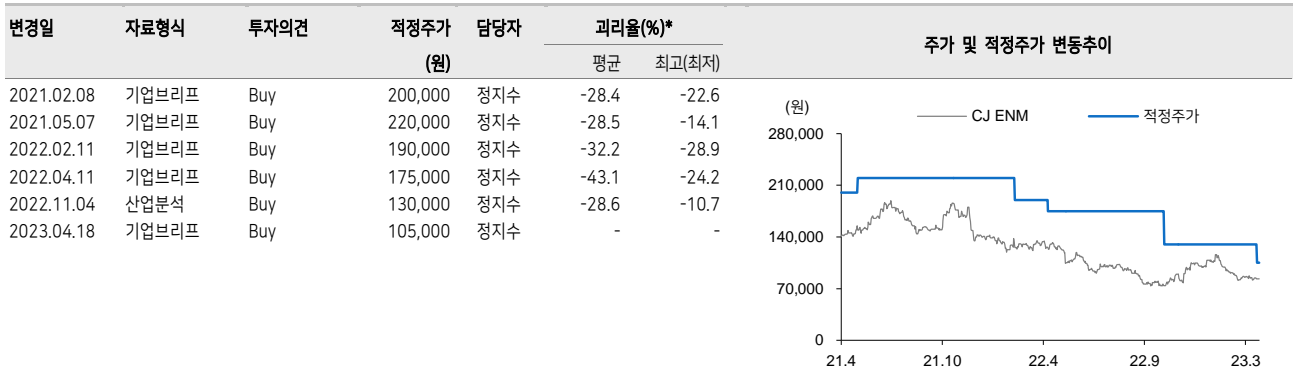 변경일 자료형식 투자의견 적정주가 담당자 괴리율(%)*
(원) 평균 최고(최저)
2021.02.08 기업브리프 Buy 200,000 정지수 -28.4 -22.6
2021.05.07 기업브리프 Buy 220,000 정지수 -28.5 -14.1
2022.02.11 기업브리프 Buy 190,000 정지수 -32.2 -28.9
2022.04.11 기업브리프 Buy 175,000 정지수 -43.1 -24.2
2022.11.04 산업분석 Buy 130,000 정지수 -28.6 -10.7
2023.04.18 기업브리프 Buy 105,000 정지수 - -
주가 및 적정주가 변동추이
(원)
CJ ENM 적정주가
280,000
210,000
140,000
70,000
0
21.4 21.10 22.4 22.9 23.3